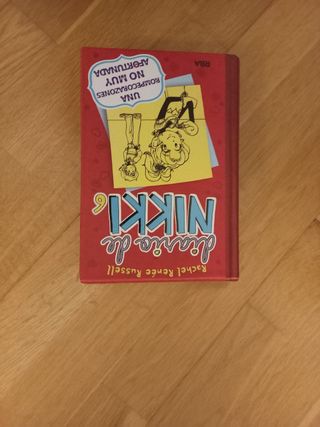 Rachel Renée Russell
diario de
NIKKI 6
UNA
ROMPECORAZONES
NO MUY
AFORTUNADA
RBA